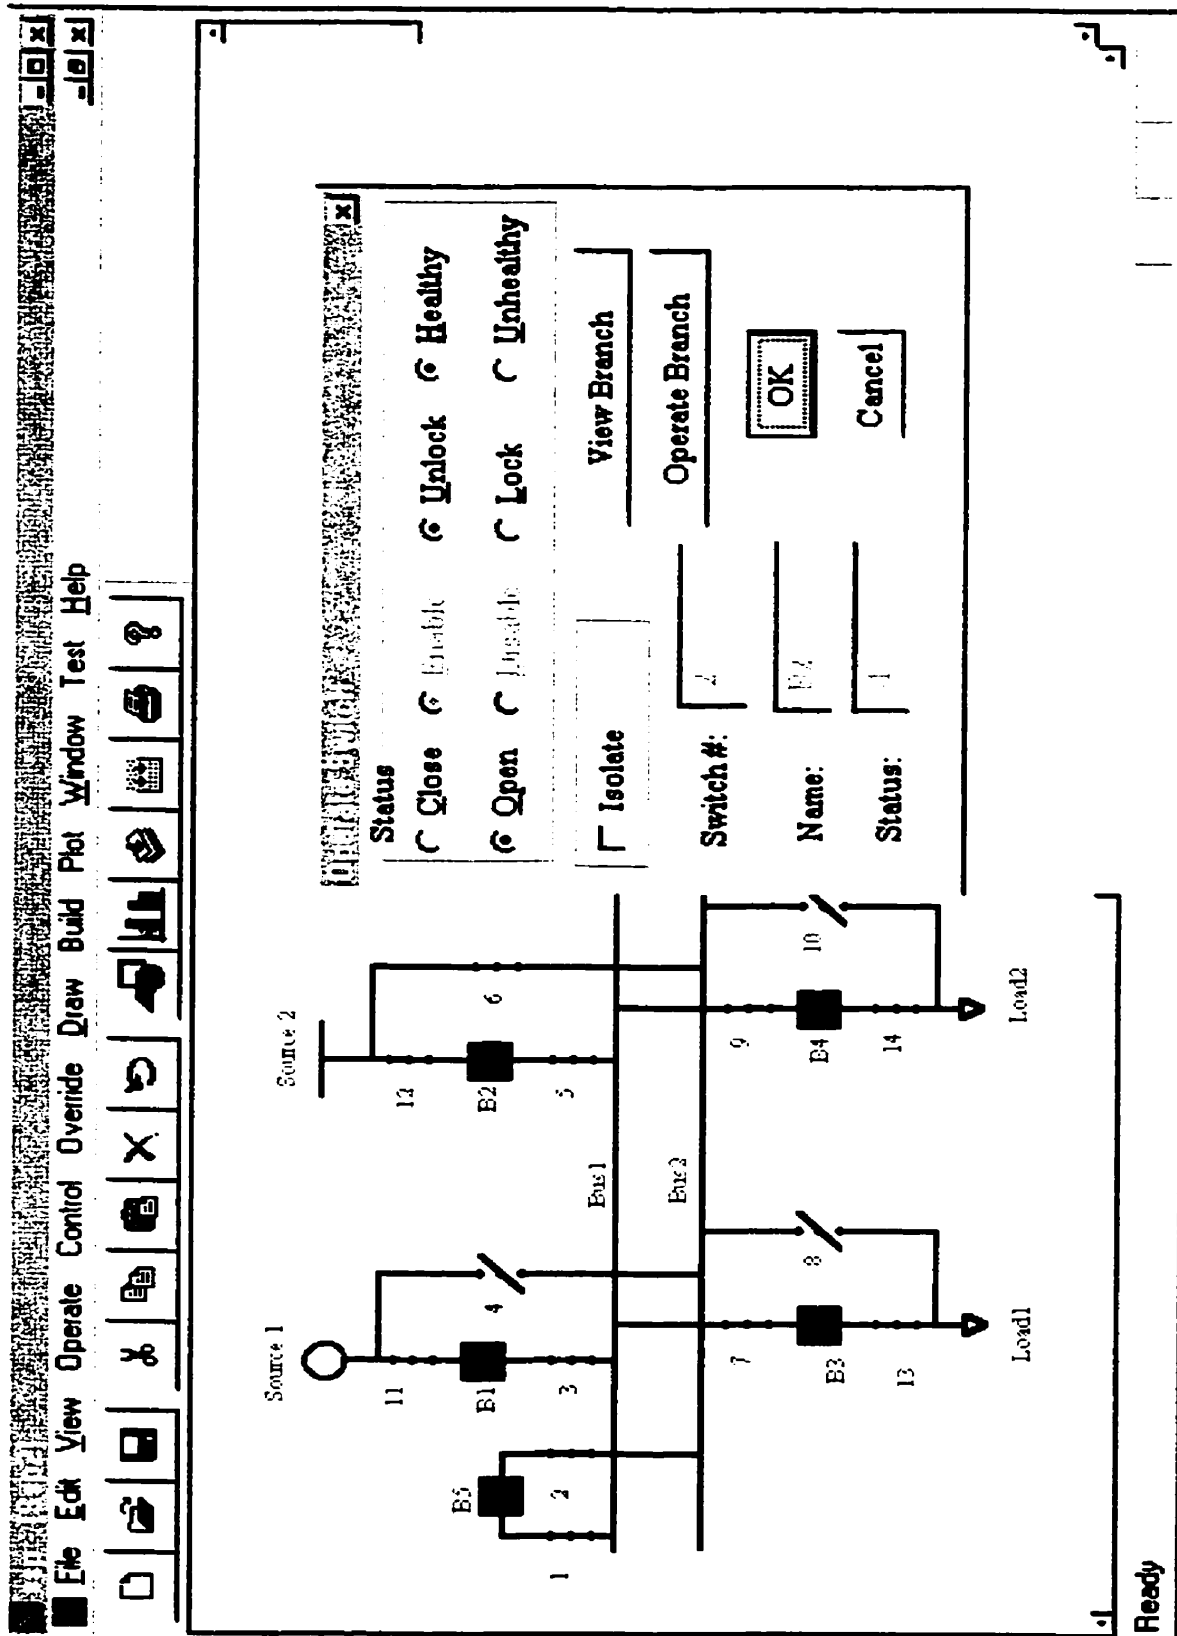 File Edit View Operate Control Override Draw Build Plot Window Test Help
Status
Close Enable Unlock Healthy
Open Disable Lock Unhealthy
Isolate
View Branch
Operate Branch
Switch #: 2
Name: B2
Status:
OK
Cancel
Source 1
Source 2
11
12
B5
B1
B2
4
6
1
2
3
5
Bus1
Bus2
7
8
9
10
B3
B4
13
14
Load1
Load2
Ready